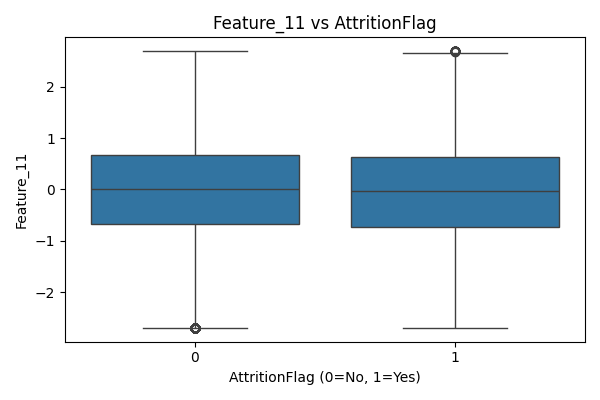 Feature_11 vs AttritionFlag
Feature_11
2
1
0
−1
−2
0
1
AttritionFlag (0=No, 1=Yes)